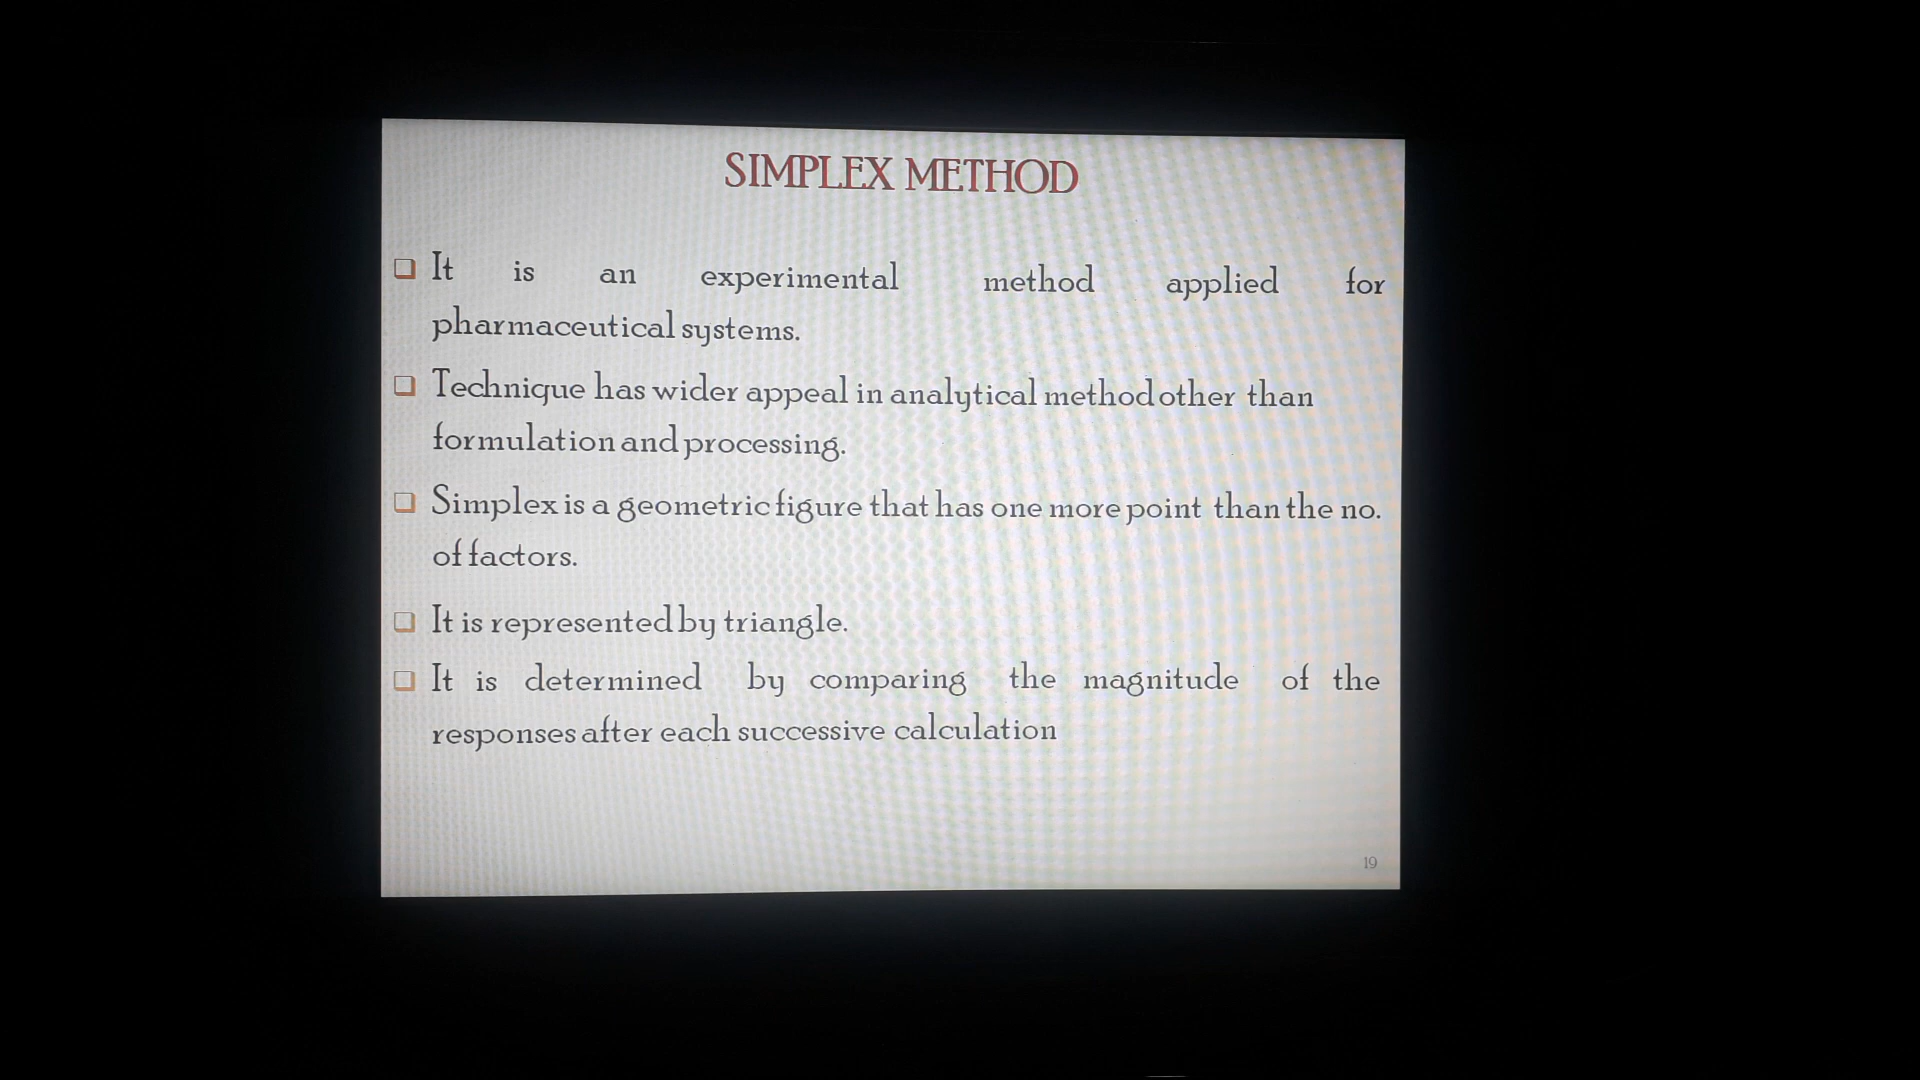 SIMPLEX METHOD
❑ It is an experimental method applied for
pharmaceutical systems.
❑ Technique has wider appeal in analytical method other than
formulation and processing.
❑ Simplex is a geometric figure that has one more point than the no.
of factors.
❑ It is represented by triangle.
❑ It is determined by comparing the magnitude of the
responses after each successive calculation
19